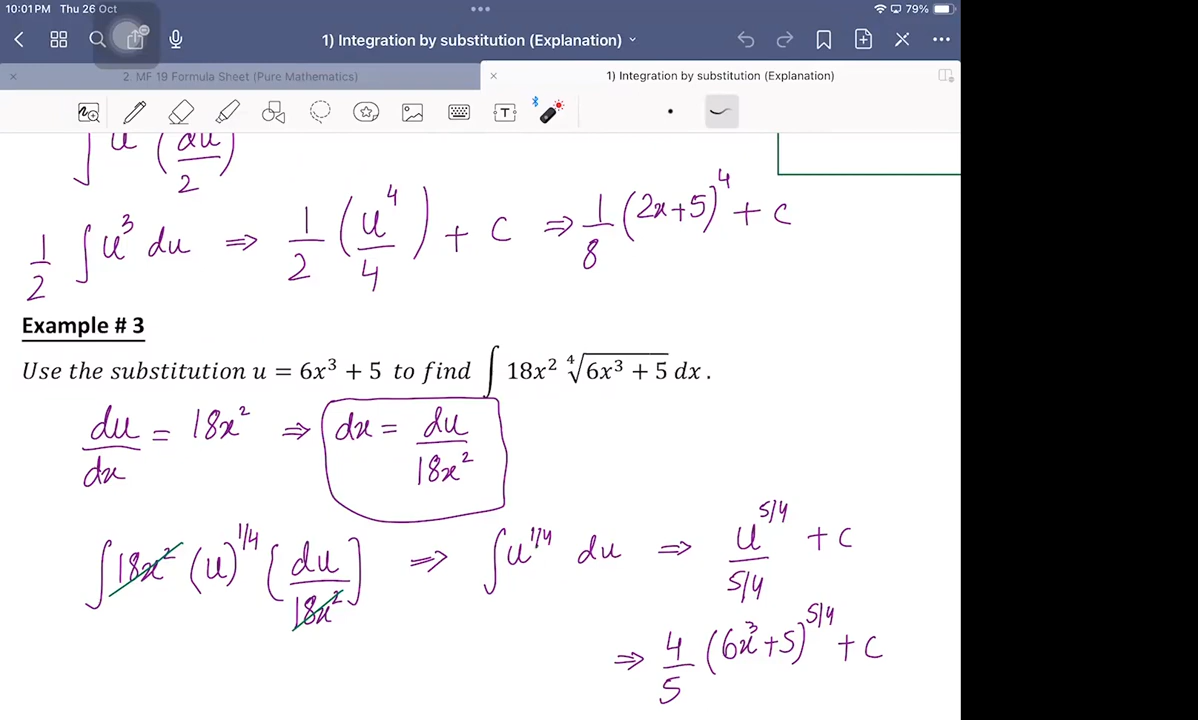 10:01PM Thu 26 Oct 79%
1) Integration by substitution (Explanation)
2. MF 19 Formula Sheet (Pure Mathematics) 1) Integration by substitution (Explanation)
∫ u (du/2)
1/2 ∫ u³ du ⇒ 1/2 (u⁴/4) + c ⇒ 1/8 (2x+5)⁴ + c
Example # 3
Use the substitution u = 6x³ + 5 to find ∫ 18x² ∜(6x³ + 5) dx .
du/dx = 18x² ⇒ dx = du/18x²
∫ 18x² (u)^1/4 [du/18x²] ⇒ ∫ u^1/4 du ⇒ u^5/4 / 5/4 + c
⇒ 4/5 (6x³+5)^5/4 + c